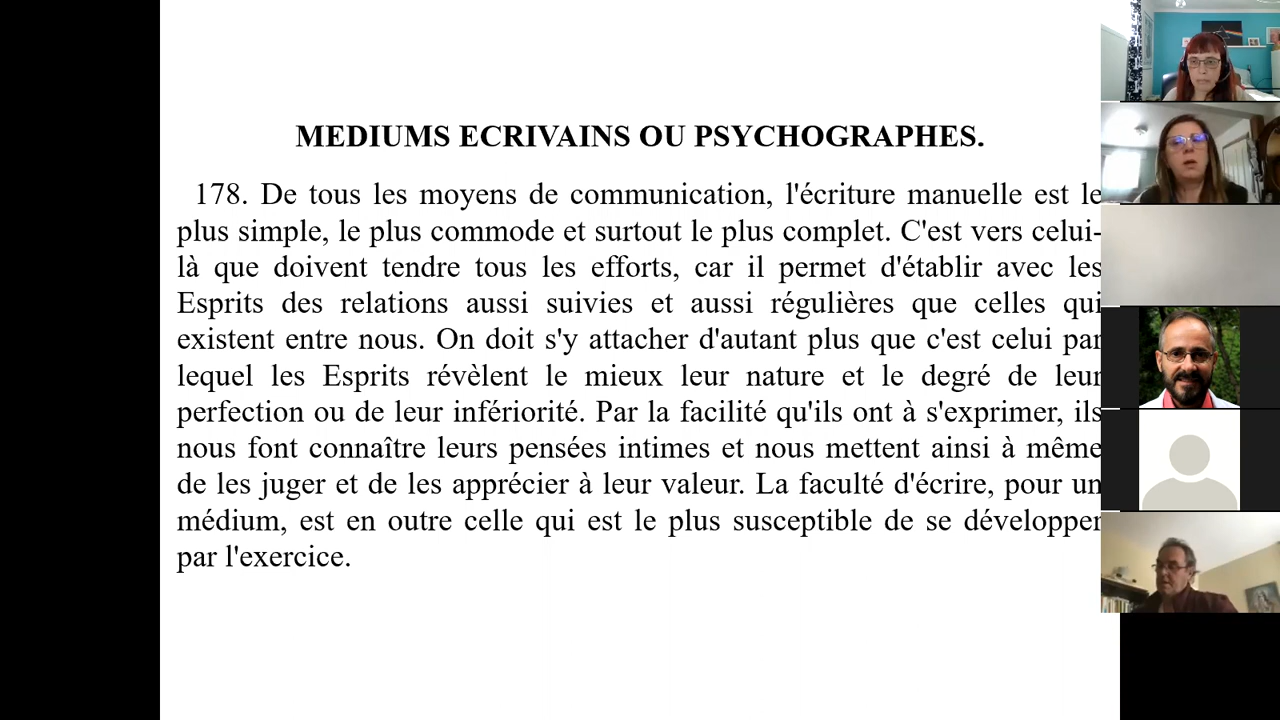 MEDIUMS ECRIVAINS OU PSYCHOGRAPHES.
178. De tous les moyens de communication, l'écriture manuelle est le
plus simple, le plus commode et surtout le plus complet. C'est vers celui-
là que doivent tendre tous les efforts, car il permet d'établir avec les
Esprits des relations aussi suivies et aussi régulières que celles qui
existent entre nous. On doit s'y attacher d'autant plus que c'est celui par
lequel les Esprits révèlent le mieux leur nature et le degré de leur
perfection ou de leur infériorité. Par la facilité qu'ils ont à s'exprimer, ils
nous font connaître leurs pensées intimes et nous mettent ainsi à même
de les juger et de les apprécier à leur valeur. La faculté d'écrire, pour un
médium, est en outre celle qui est le plus susceptible de se développer
par l'exercice.